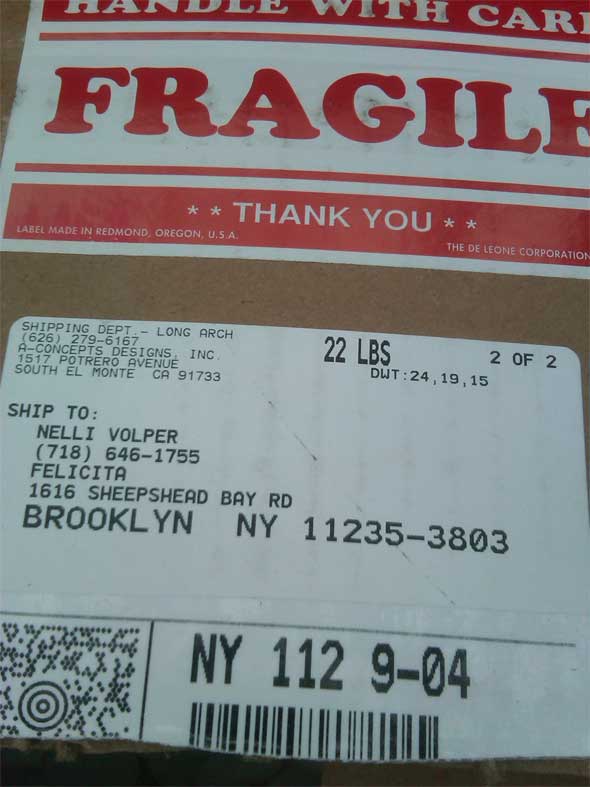 HANDLE WITH CAR
FRAGILE
* * THANK YOU * *
LABEL MADE IN REDMOND, OREGON, U.S.A.
THE DE LEONE CORPORATION
SHIPPING DEPT.- LONG ARCH
(626) 279-6167
A-CONCEPTS DESIGNS, INC.
1517 POTRERO AVENUE
SOUTH EL MONTE CA 91733
22 LBS
2 OF 2
DWT:24,19,15
SHIP TO:
NELLI VOLPER
(718) 646-1755
FELICITA
1616 SHEEPSHEAD BAY RD
BROOKLYN NY 11235-3803
NY 112 9-04